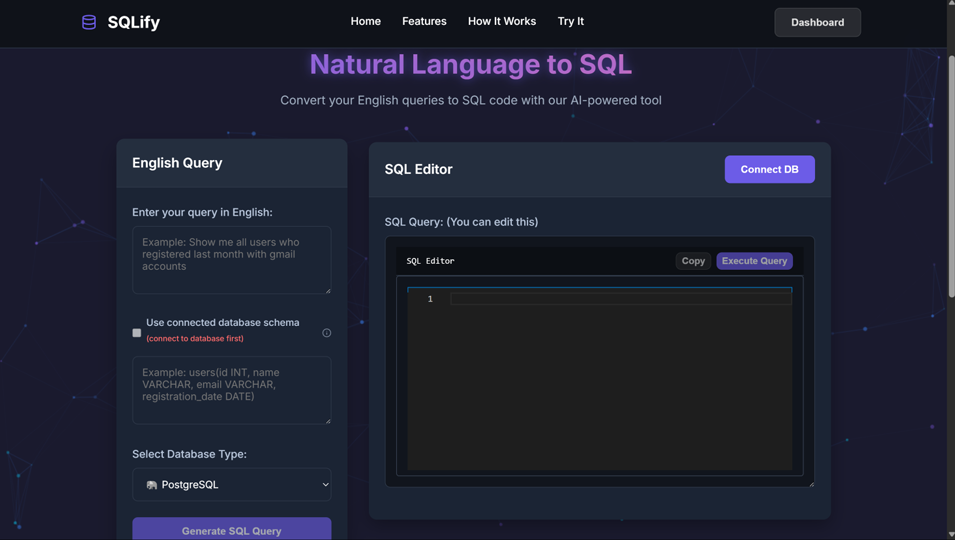 SQLify
Home
Features
How It Works
Try It
Dashboard
Natural Language to SQL
Convert your English queries to SQL code with our AI-powered tool
English Query
Enter your query in English:
Example: Show me all users who
registered last month with gmail
accounts
Use connected database schema
(connect to database first)
Example: users(id INT, name
VARCHAR, email VARCHAR,
registration_date DATE)
Select Database Type:
🐘 PostgreSQL
Generate SQL Query
SQL Editor
Connect DB
SQL Query: (You can edit this)
SQL Editor
Copy
Execute Query
1